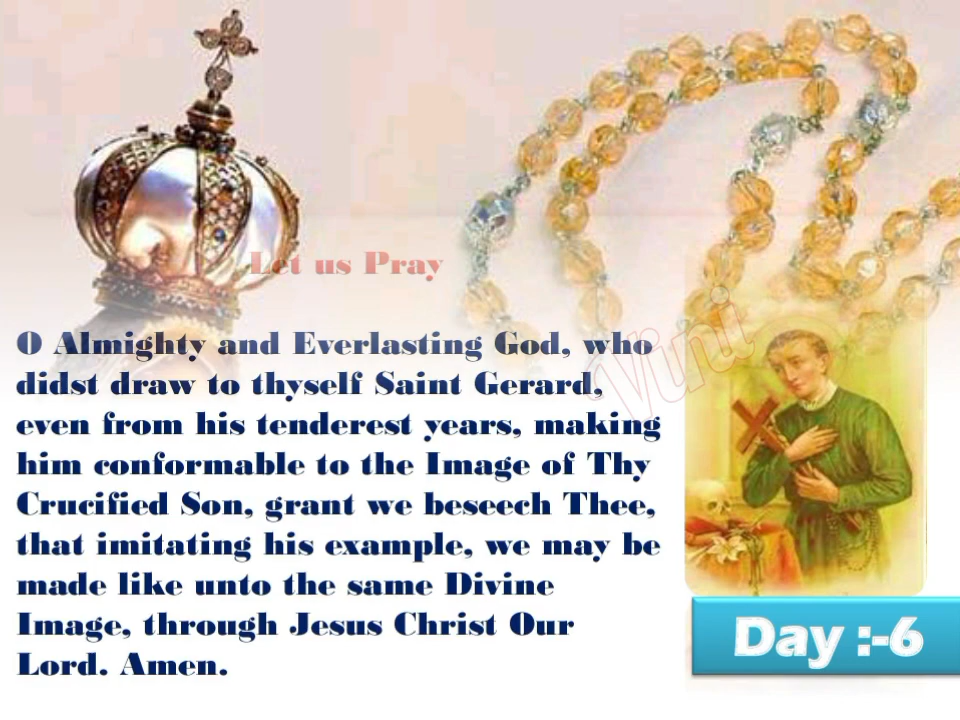 Let us Pray
O Almighty and Everlasting God, who
didst draw to thyself Saint Gerard,
even from his tenderest years, making
him conformable to the Image of Thy
Crucified Son, grant we beseech Thee,
that imitating his example, we may be
made like unto the same Divine
Image, through Jesus Christ Our
Lord. Amen.
Vini
Day :-6